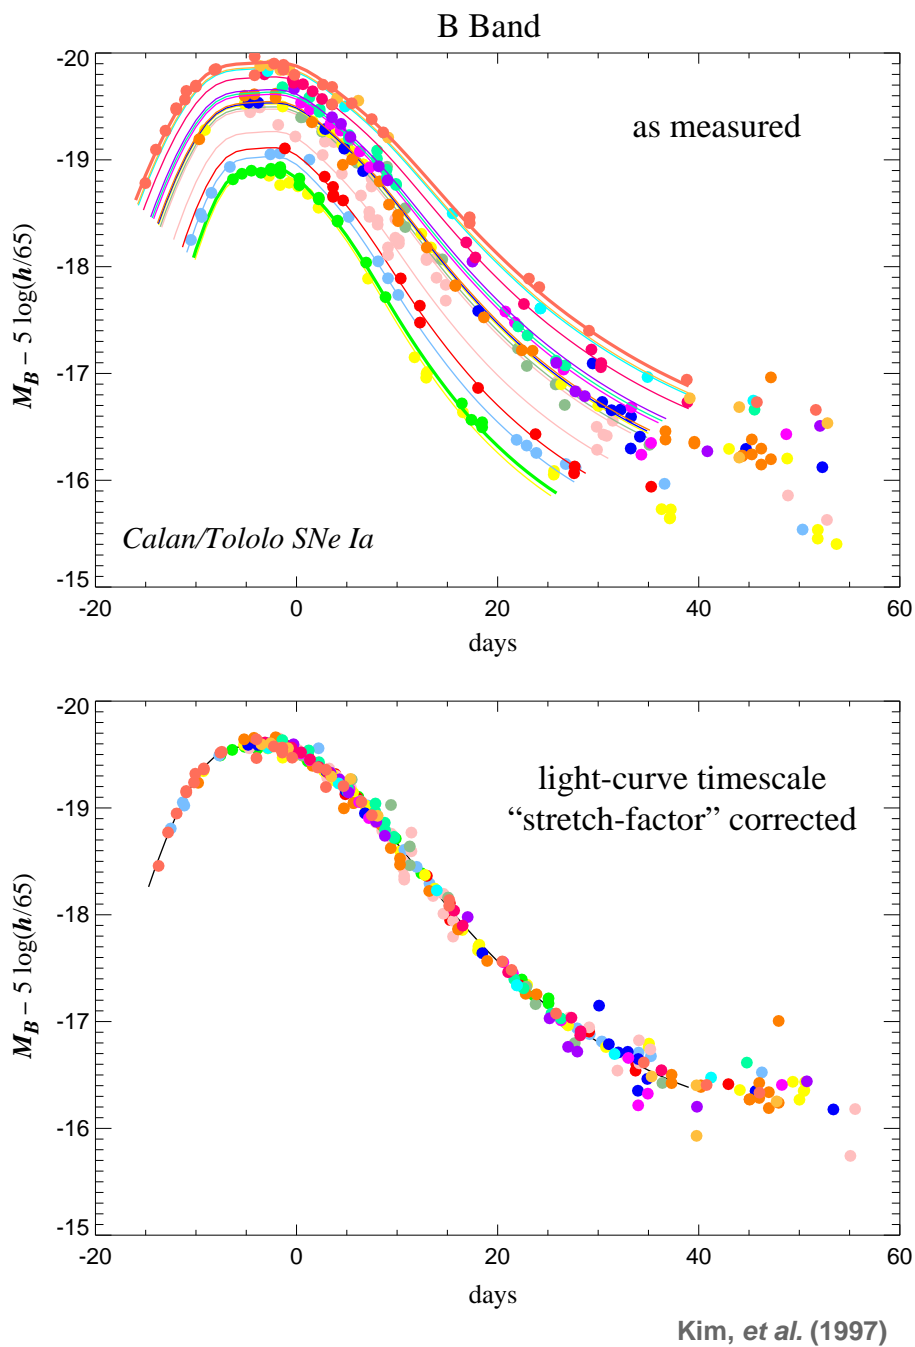 B Band
-20
-19
-18
-17
-16
-15
M_B – 5 log(h/65)
as measured
Calan/Tololo SNe Ia
-20 0 20 40 60
days
-20
-19
-18
-17
-16
-15
M_B – 5 log(h/65)
light-curve timescale
“stretch-factor” corrected
-20 0 20 40 60
days
Kim, et al. (1997)